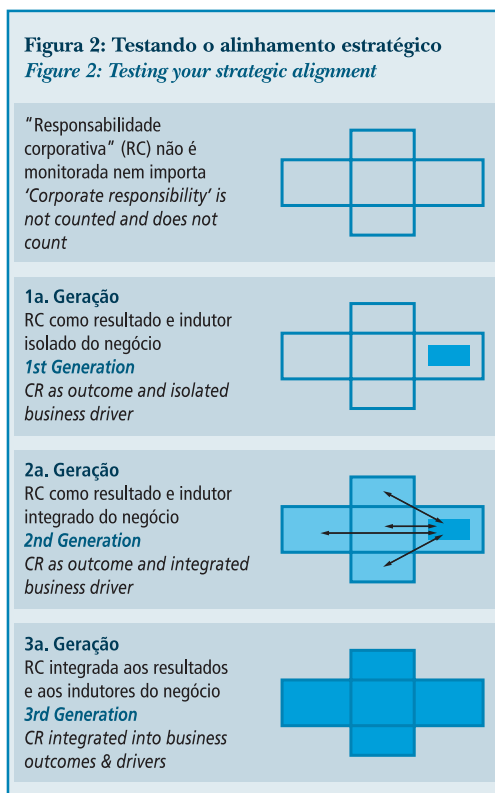 Figura 2: Testando o alinhamento estratégico
Figure 2: Testing your strategic alignment
"Responsabilidade
corporativa" (RC) não é
monitorada nem importa
'Corporate responsibility' is
not counted and does not
count
1a. Geração
RC como resultado e indutor
isolado do negócio
1st Generation
CR as outcome and isolated
business driver
2a. Geração
RC como resultado e indutor
integrado do negócio
2nd Generation
CR as outcome and integrated
business driver
3a. Geração
RC integrada aos resultados
e aos indutores do negócio
3rd Generation
CR integrated into business
outcomes & drivers